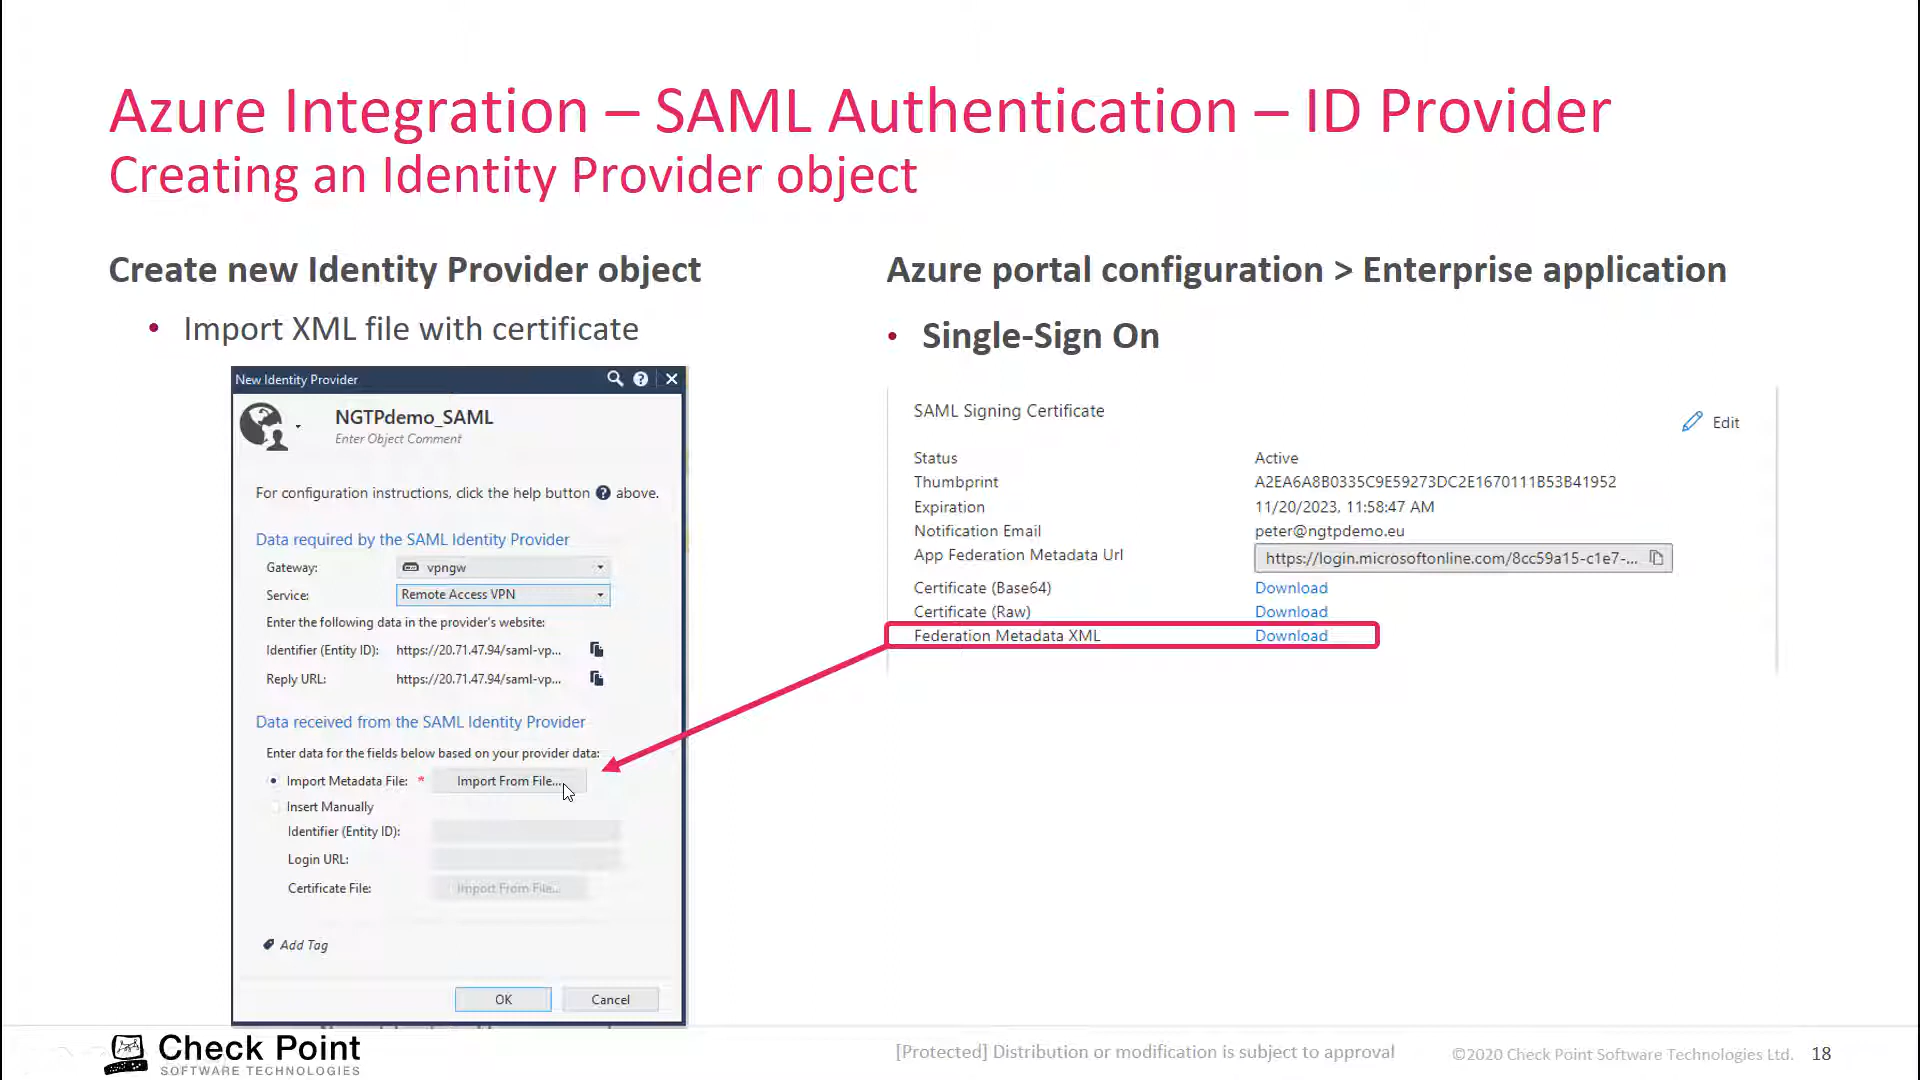 Azure Integration – SAML Authentication – ID Provider
Creating an Identity Provider object
Create new Identity Provider object
• Import XML file with certificate
New Identity Provider
NGTPdemo_SAML
Enter Object Comment
For configuration instructions, click the help button ? above.
Data required by the SAML Identity Provider
Gateway: vpngw
Service: Remote Access VPN
Enter the following data in the provider's website:
Identifier (Entity ID): https://20.71.47.94/saml-vp...
Reply URL: https://20.71.47.94/saml-vp...
Data received from the SAML Identity Provider
Enter data for the fields below based on your provider data:
Import Metadata File: * Import From File...
Insert Manually
Identifier (Entity ID):
Login URL:
Certificate File: Import From File...
Add Tag
OK Cancel
Azure portal configuration > Enterprise application
• Single-Sign On
SAML Signing Certificate
Edit
Status Active
Thumbprint A2EA6A8B0335C9E59273DC2E1670111B53B41952
Expiration 11/20/2023, 11:58:47 AM
Notification Email peter@ngtpdemo.eu
App Federation Metadata Url https://login.microsoftonline.com/8cc59a15-c1e7-...
Certificate (Base64) Download
Certificate (Raw) Download
Federation Metadata XML Download
Check Point
SOFTWARE TECHNOLOGIES
[Protected] Distribution or modification is subject to approval
©2020 Check Point Software Technologies Ltd. 18